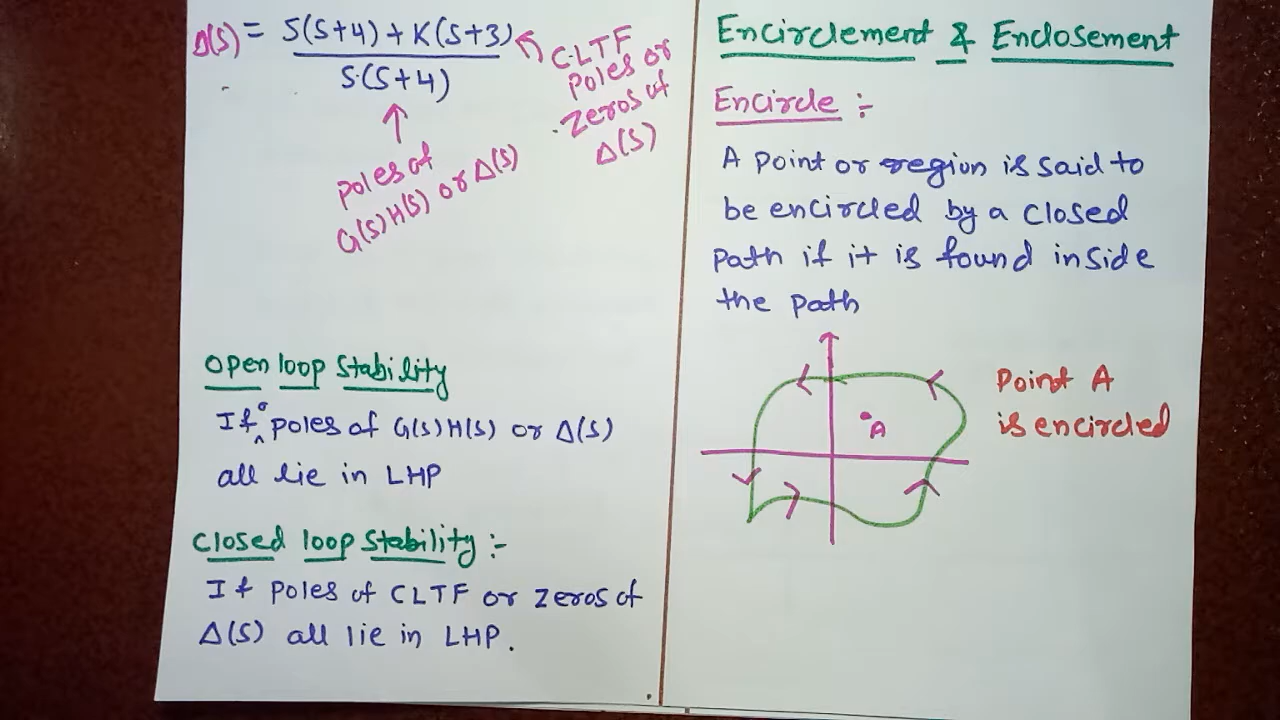 Δ(S) = S(S+4) + K(S+3)
S(S+4)
C·LTF
Poles or
Zeros of
Δ(S)
Poles of
G(S)H(S) or Δ(S)
Open loop stability
If poles of G(S)H(S) or Δ(S)
all lie in LHP
Closed loop stability :-
If Poles of CLTF or Zeros of
Δ(S) all lie in LHP.
Encirclement & Enclosement
Encircle :-
A Point or region is said to
be encircled by a closed
path if it is found inside
the path
A
Point A
is encircled